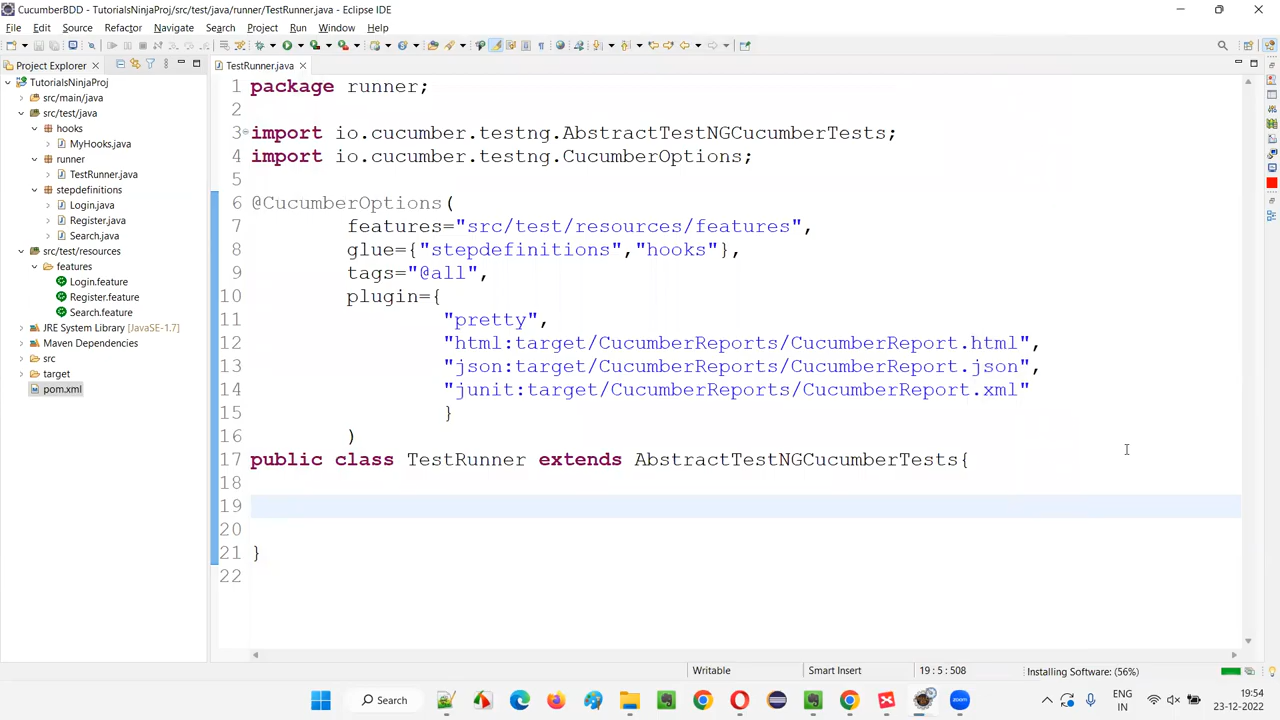 CucumberBDD - TutorialsNinjaProj/src/test/java/runner/TestRunner.java - Eclipse IDE
File Edit Source Refactor Navigate Search Project Run Window Help
Project Explorer
TutorialsNinjaProj
src/main/java
src/test/java
hooks
MyHooks.java
runner
TestRunner.java
stepdefinitions
Login.java
Register.java
Search.java
src/test/resources
features
Login.feature
Register.feature
Search.feature
JRE System Library [JavaSE-1.7]
Maven Dependencies
src
target
pom.xml
TestRunner.java
1 package runner;
2
3 import io.cucumber.testng.AbstractTestNGCucumberTests;
4 import io.cucumber.testng.CucumberOptions;
5
6 @CucumberOptions(
7 features="src/test/resources/features",
8 glue={"stepdefinitions","hooks"},
9 tags="@all",
10 plugin={
11 "pretty",
12 "html:target/CucumberReports/CucumberReport.html",
13 "json:target/CucumberReports/CucumberReport.json",
14 "junit:target/CucumberReports/CucumberReport.xml"
15 }
16 )
17 public class TestRunner extends AbstractTestNGCucumberTests{
18
19
20
21 }
22
Writable Smart Insert 19 : 5 : 508 Installing Software: (56%)
Search
ENG IN
19:54
23-12-2022